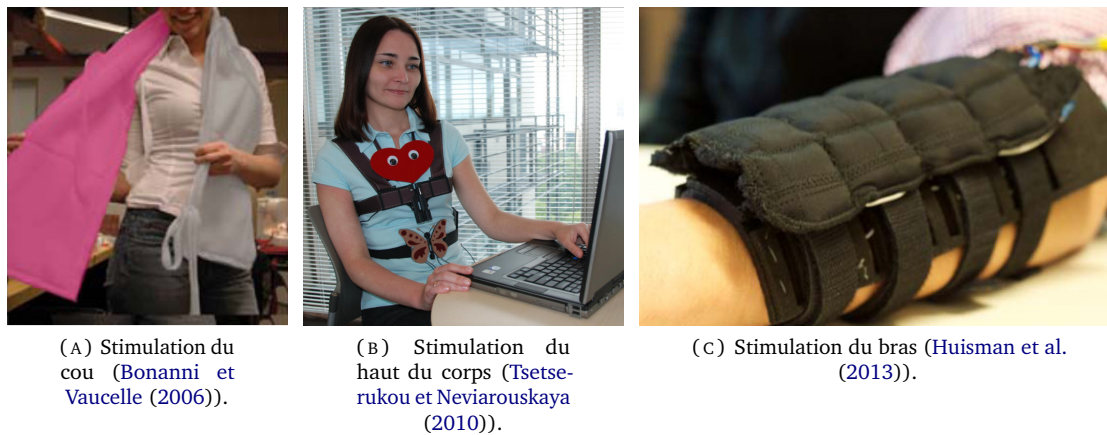 (A) Stimulation du
cou (Bonanni et
Vaucelle (2006)).
(B) Stimulation du
haut du corps (Tsetse-
rukou et Neviarouskaya
(2010)).
(C) Stimulation du bras (Huisman et al.
(2013)).